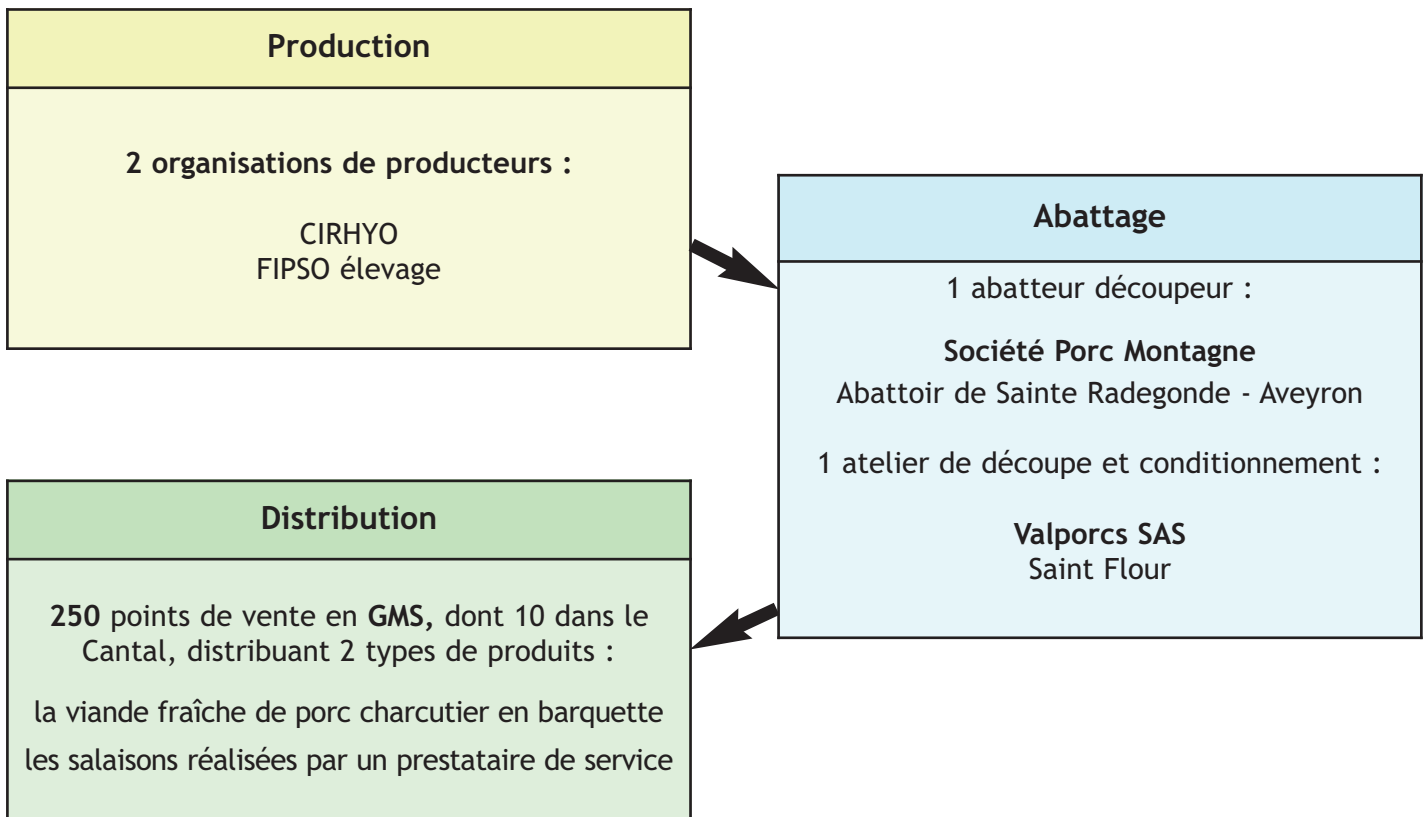 Production
2 organisations de producteurs :
CIRHYO
FIPSO élevage
Abattage
1 abatteur découpeur :
Société Porc Montagne
Abattoir de Sainte Radegonde - Aveyron
1 atelier de découpe et conditionnement :
Valporcs SAS
Saint Flour
Distribution
250 points de vente en GMS, dont 10 dans le
Cantal, distribuant 2 types de produits :
la viande fraîche de porc charcutier en barquette
les salaisons réalisées par un prestataire de service